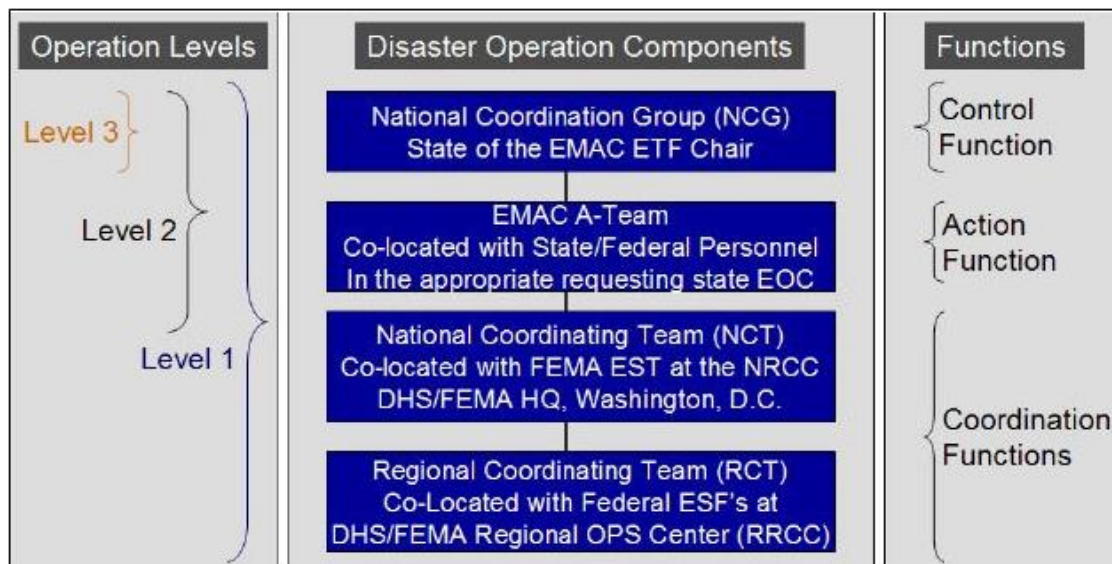 Operation Levels
Disaster Operation Components
Functions
Level 3
Level 2
Level 1
National Coordination Group (NCG)
State of the EMAC ETF Chair
EMAC A-Team
Co-located with State/Federal Personnel
In the appropriate requesting state EOC
National Coordinating Team (NCT)
Co-located with FEMA EST at the NRCC
DHS/FEMA HQ, Washington, D.C.
Regional Coordinating Team (RCT)
Co-Located with Federal ESF's at
DHS/FEMA Regional OPS Center (RRCC)
Control
Function
Action
Function
Coordination
Functions